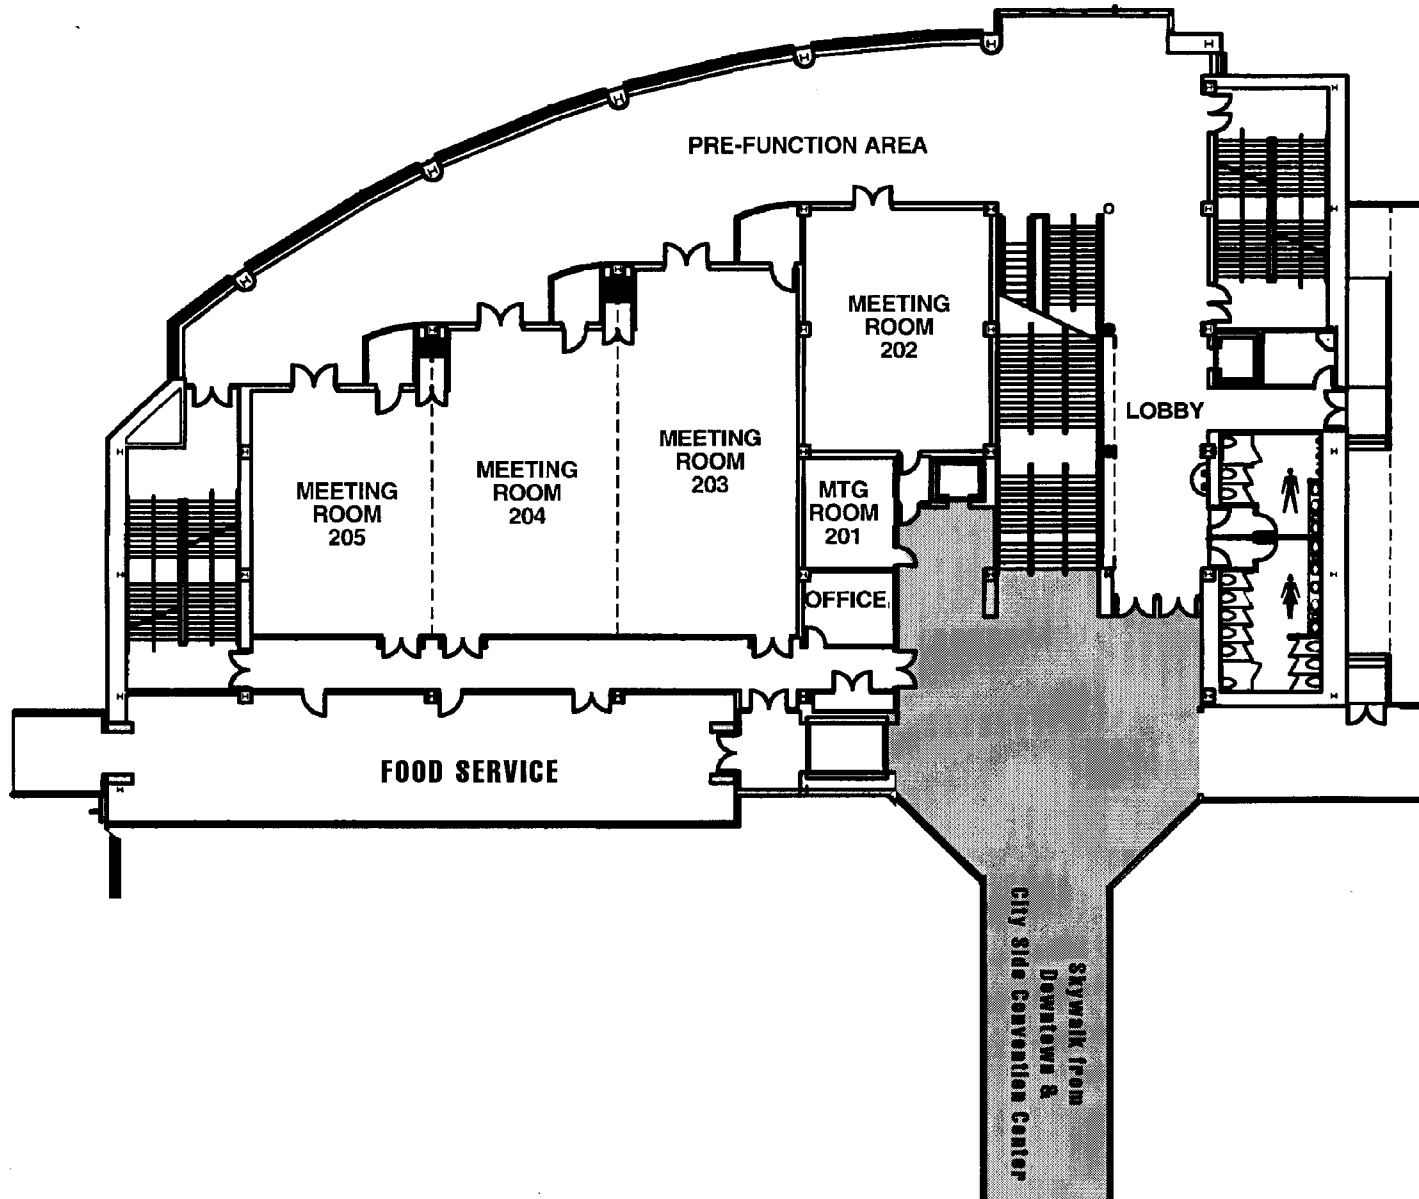 PRE-FUNCTION AREA
MEETING
ROOM
202
LOBBY
MEETING
ROOM
203
MEETING
ROOM
204
MEETING
ROOM
205
MTG
ROOM
201
OFFICE
FOOD SERVICE
Skywalk from
Downtown &
City Side Convention Center